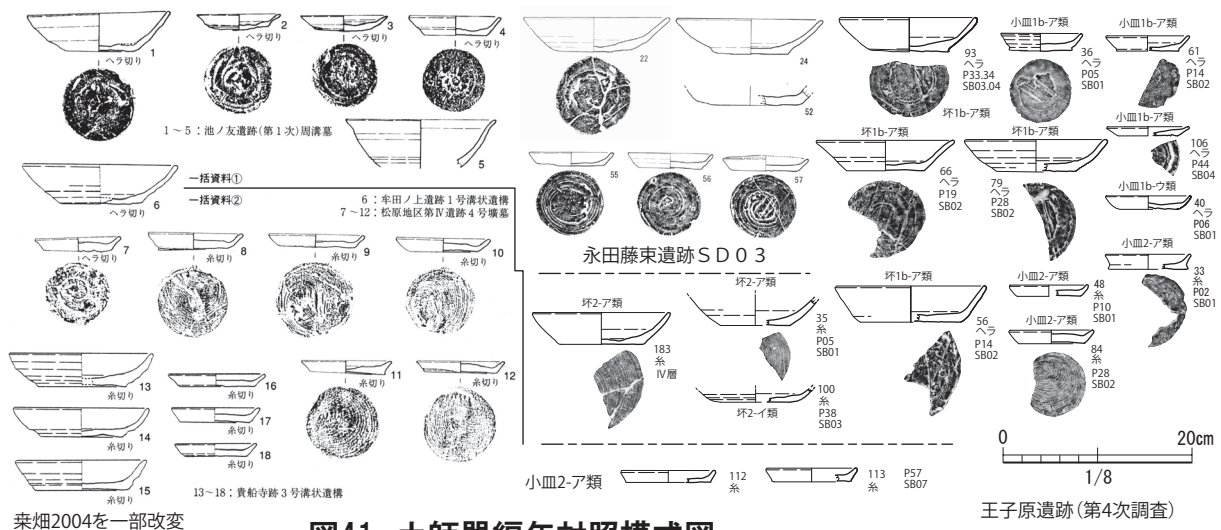 1
ヘラ切り
2
ヘラ切り
3
ヘラ切り
4
ヘラ切り
1～5：池ノ友遺跡(第1次)周溝墓
5
一括資料①
一括資料②
6
ヘラ切り
6：牟田ノ上遺跡1号溝状遺構
7～12：松原地区第Ⅳ遺跡4号壙墓
7
ヘラ切り
8
糸切り
9
糸切り
10
糸切り
11
糸切り
12
糸切り
13
糸切り
14
糸切り
15
糸切り
16
糸切り
17
糸切り
18
糸切り
13～18：貴船寺跡3号溝状遺構
桒畑2004を一部改変
22
24
52
55
56
57
永田藤束遺跡ＳＤ０３
93
ヘラ
P33.34
SB03.04
坏1b-ア類
小皿1b-ア類
36
ヘラ
P05
SB01
小皿1b-ア類
61
ヘラ
P14
SB02
66
ヘラ
P19
SB02
坏1b-ア類
79
ヘラ
P28
SB02
小皿1b-ア類
106
ヘラ
P44
SB04
小皿1b-ウ類
40
ヘラ
P06
SB01
小皿2-ア類
33
糸
P02
SB01
坏2-ア類
183
糸
Ⅳ層
坏2-ア類
35
糸
P05
SB01
100
糸
P38
SB03
坏2-イ類
坏1b-ア類
56
ヘラ
P14
SB02
小皿2-ア類
48
糸
P10
SB01
小皿2-ア類
84
糸
P28
SB02
小皿2-ア類
112
糸
113
糸
P57
SB07
0
20cm
1/8
王子原遺跡(第4次調査)
図41 土師器編年対照模式図